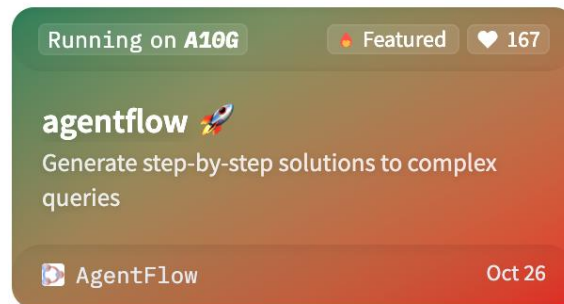 Running on A10G
Featured
167
agentflow 🚀
Generate step-by-step solutions to complex
queries
AgentFlow
Oct 26